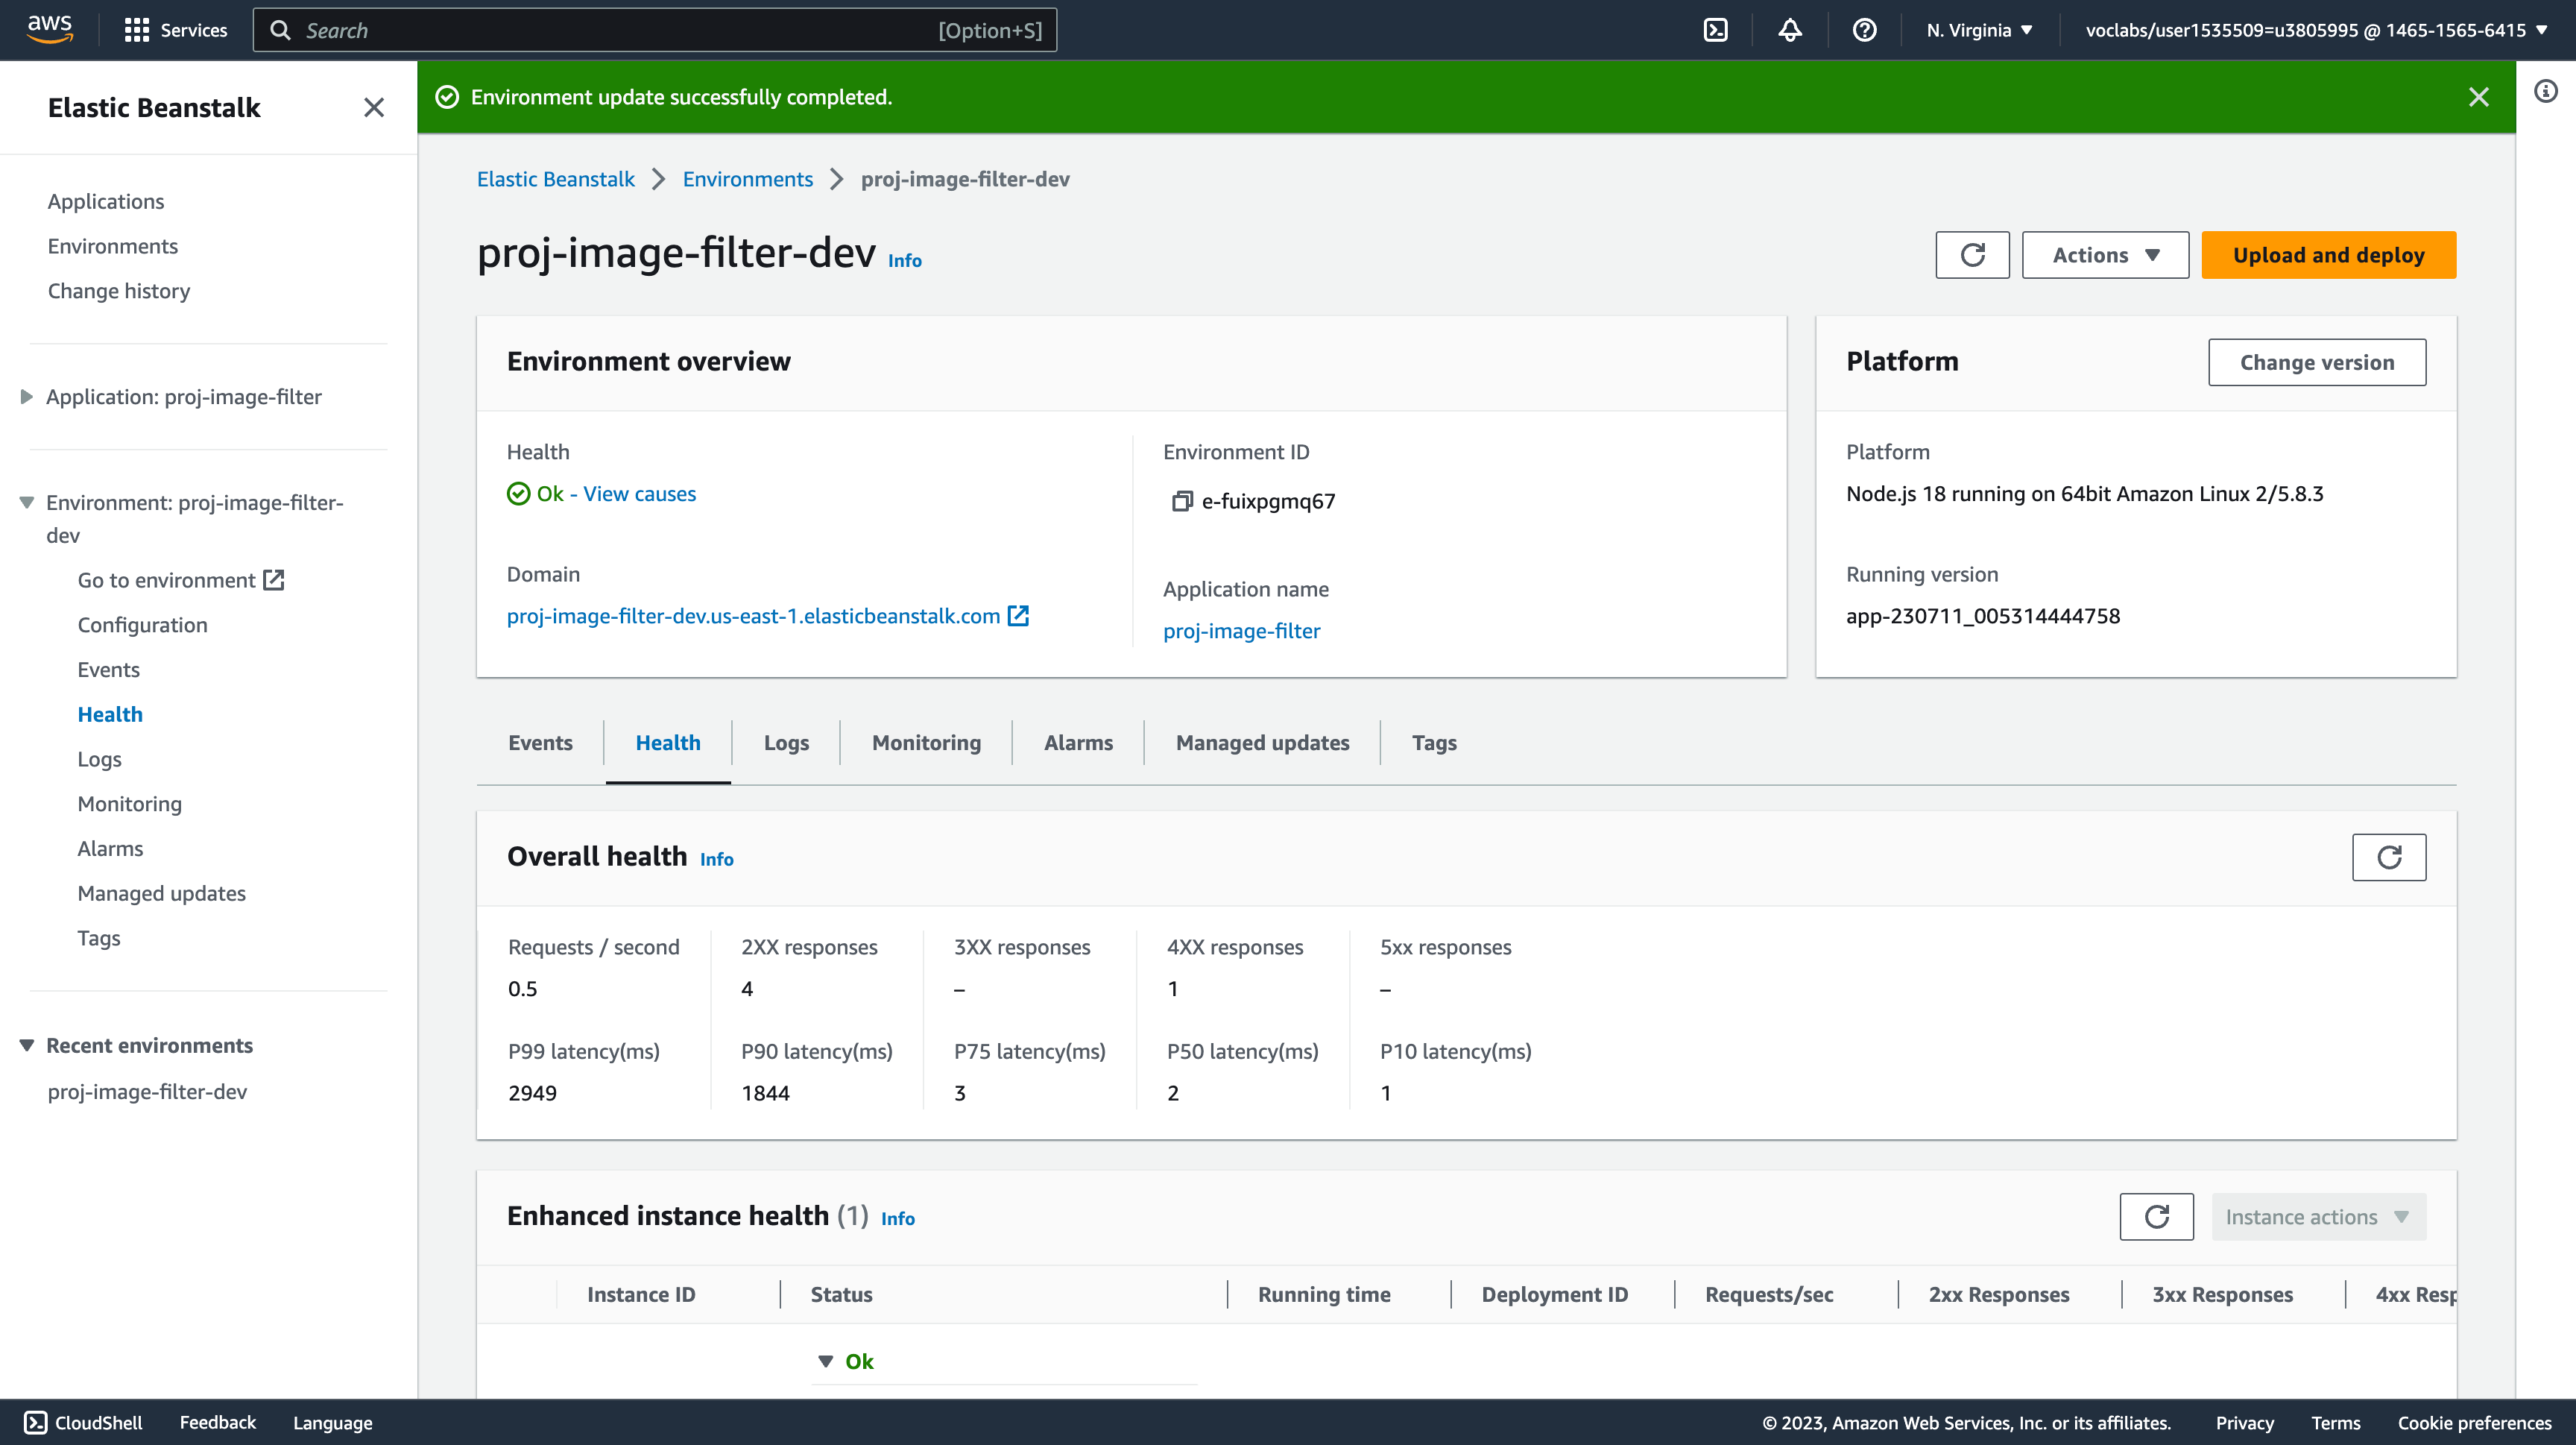 aws
Services
Search
[Option+S]
N. Virginia
voclabs/user1535509=u3805995 @ 1465-1565-6415
Elastic Beanstalk
Applications
Environments
Change history
Application: proj-image-filter
Environment: proj-image-filter-
dev
Go to environment
Configuration
Events
Health
Logs
Monitoring
Alarms
Managed updates
Tags
Recent environments
proj-image-filter-dev
Environment update successfully completed.
Elastic Beanstalk
Environments
proj-image-filter-dev
proj-image-filter-dev Info
Actions
Upload and deploy
Environment overview
Health
Ok - View causes
Domain
proj-image-filter-dev.us-east-1.elasticbeanstalk.com
Environment ID
e-fuixpgmq67
Application name
proj-image-filter
Platform
Change version
Platform
Node.js 18 running on 64bit Amazon Linux 2/5.8.3
Running version
app-230711_005314444758
Events
Health
Logs
Monitoring
Alarms
Managed updates
Tags
Overall health Info
Requests / second
0.5
2XX responses
4
3XX responses
–
4XX responses
1
5xx responses
–
P99 latency(ms)
2949
P90 latency(ms)
1844
P75 latency(ms)
3
P50 latency(ms)
2
P10 latency(ms)
1
Enhanced instance health (1) Info
Instance actions
Instance ID
Status
Running time
Deployment ID
Requests/sec
2xx Responses
3xx Responses
4xx Resp
Ok
CloudShell
Feedback
Language
© 2023, Amazon Web Services, Inc. or its affiliates.
Privacy
Terms
Cookie preferences